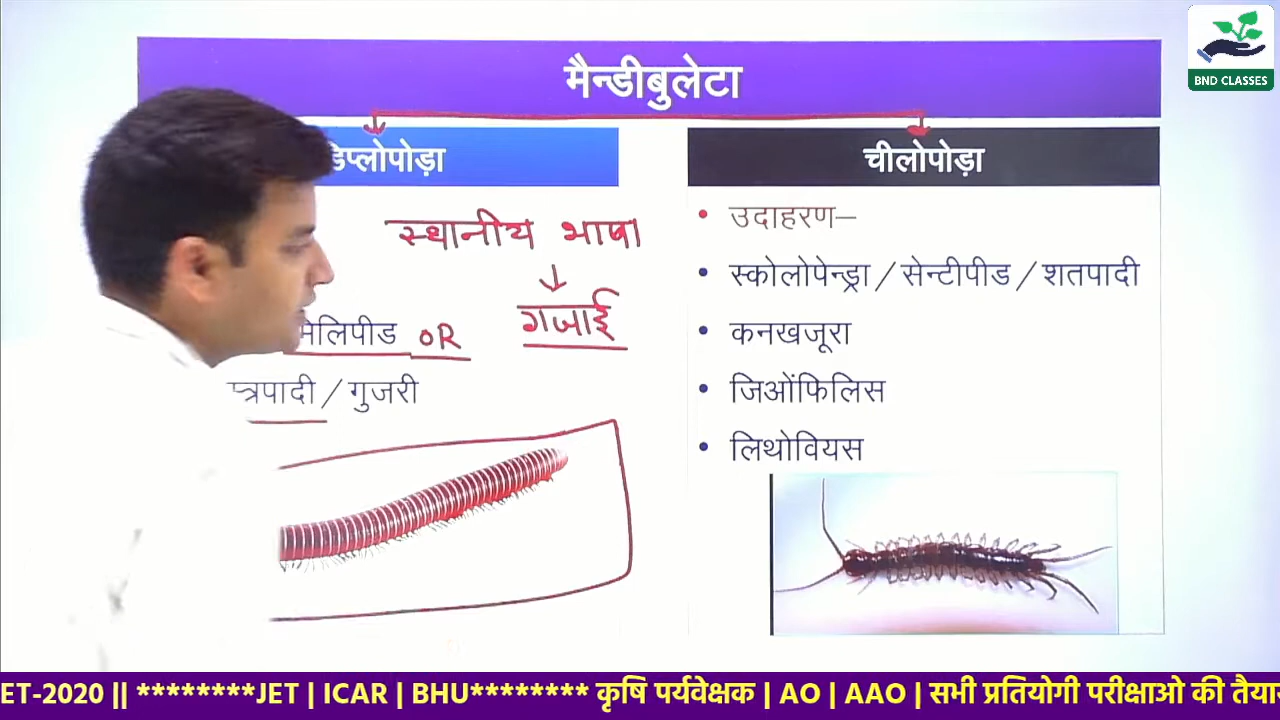 BND CLASSES
मैन्डीबुलेटा
डिप्लोपोड़ा
स्थानीय भाषा
गजाई
मिलिपीड OR
/ गुजरी
चीलोपोड़ा
उदाहरण–
स्कोलोपेन्ड्रा / सेन्टीपीड / शतपादी
कनखजूरा
जिओंफिलिस
लिथोवियस
ET-2020 || ********JET | ICAR | BHU******** कृषि पर्यवेक्षक | AO | AAO | सभी प्रतियोगी परीक्षाओ की